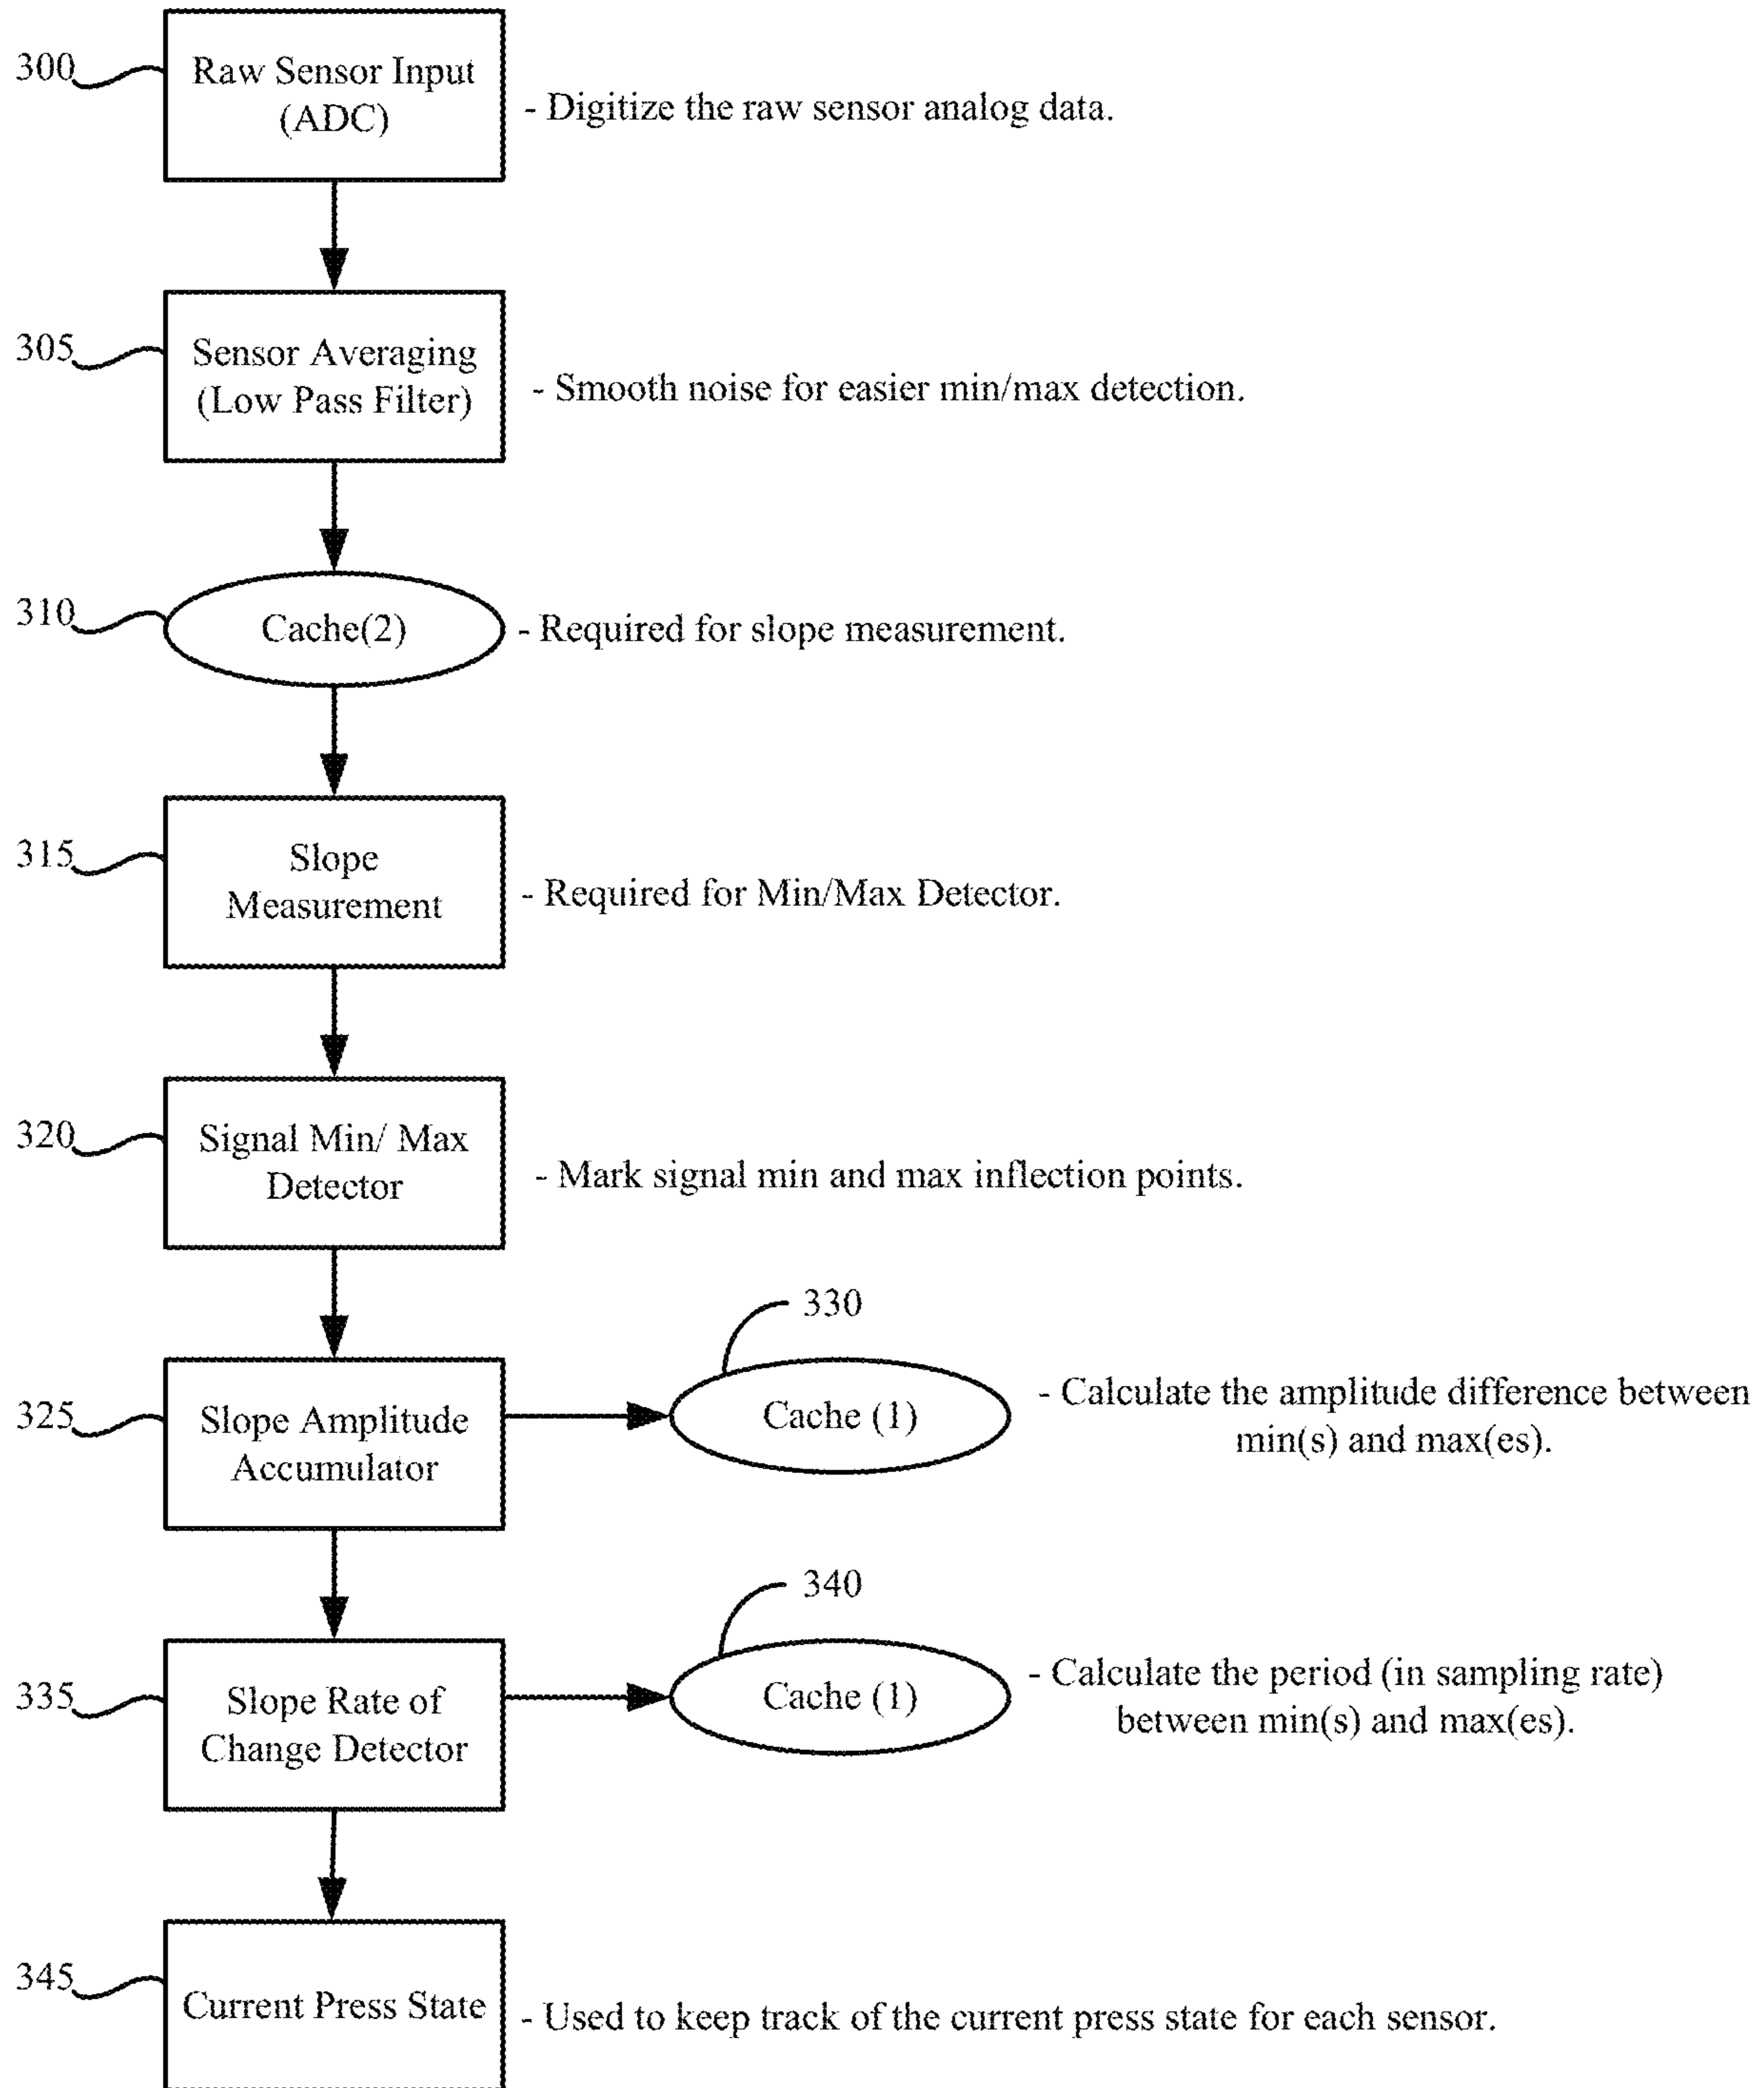 300
Raw Sensor Input
(ADC)
- Digitize the raw sensor analog data.
305
Sensor Averaging
(Low Pass Filter)
- Smooth noise for easier min/max detection.
310
Cache(2)
- Required for slope measurement.
315
Slope
Measurement
- Required for Min/Max Detector.
320
Signal Min/ Max
Detector
- Mark signal min and max inflection points.
325
Slope Amplitude
Accumulator
330
Cache (1)
- Calculate the amplitude difference between
min(s) and max(es).
335
Slope Rate of
Change Detector
340
Cache (1)
- Calculate the period (in sampling rate)
between min(s) and max(es).
345
Current Press State
- Used to keep track of the current press state for each sensor.